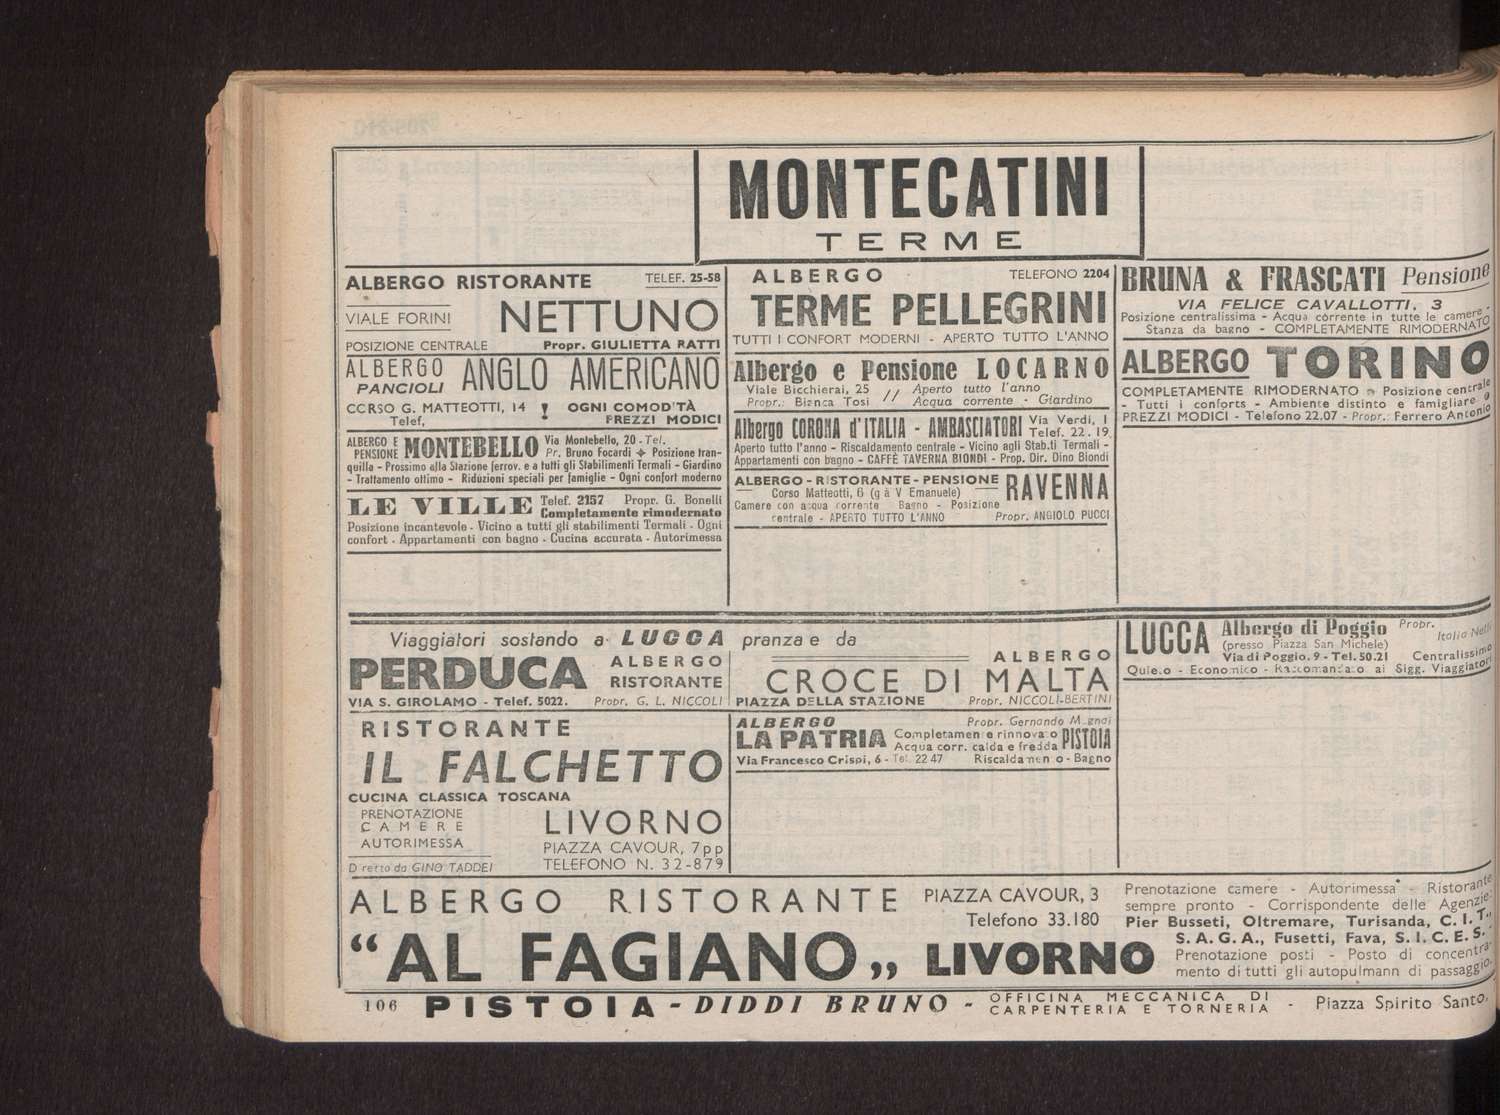 MONTECATINI
TERME
ALBERGO RISTORANTE TELEF. 25-58
VIALE FORINI NETTUNO
POSIZIONE CENTRALE Propr. GIULIETTA RATTI
ALBERGO
PANCIOLI ANGLO AMERICANO
CORSO G. MATTEOTTI, 14 ! OGNI COMOD'TÀ
Telef, PREZZI MODICI
ALBERGO E
PENSIONE MONTEBELLO Via Montebello, 20 - Tel.
Pr. Bruno Focardi Posizione tran-
quilla - Prossimo alla Stazione ferrov. e a tutti gli Stabilimenti Termali - Giardino
- Trattamento ottimo - Riduzioni speciali per famiglie - Ogni confort moderno
LE VILLE Telef. 2157 Propr. G. Bonelli
Completamente rimodernato
Posizione incantevole - Vicino a tutti gli stabilimenti Termali - Ogni
confort - Appartamenti con bagno - Cucina accurata - Autorimessa
ALBERGO TELEFONO 2204
TERME PELLEGRINI
TUTTI I CONFORT MODERNI - APERTO TUTTO L'ANNO
Albergo e Pensione LOCARNO
Viale Bicchierai, 25 // Aperto tutto l'anno
Propr.: Bianca Tosi Acqua corrente - Giardino
Albergo CORONA d'ITALIA - AMBASCIATORI Via Verdi, 1
Telef. 22.19
Aperto tutto l'anno - Riscaldamento centrale - Vicino agli Stab.ti Termali -
Appartamenti con bagno - CAFFÈ TAVERNA BIONDI - Prop. Dir. Dino Biondi
ALBERGO - RISTORANTE - PENSIONE RAVENNA
Corso Matteotti, 6 (g à V Emanuele)
Camere con acqua corrente Bagno - Posizione
centrale - APERTO TUTTO L'ANNO Propr. ANGIOLO PUCCI
BRUNA & FRASCATI Pensione
VIA FELICE CAVALLOTTI, 3
Posizione centralissima - Acqua corrente in tutte le camere -
Stanza da bagno - COMPLETAMENTE RIMODERNATO
ALBERGO TORINO
COMPLETAMENTE RIMODERNATO - Posizione centrale
- Tutti i conforts - Ambiente distinto e famigliare
PREZZI MODICI - Telefono 22.07 - Propr. Ferrero Antonio
Viaggiatori sostando a LUCCA pranza e da
PERDUCA ALBERGO
RISTORANTE
VIA S. GIROLAMO - Telef. 5022. Propr. G. L. NICCOLI
ALBERGO
CROCE DI MALTA
PIAZZA DELLA STAZIONE Propr. NICCOLI-BERTINI
LUCCA Albergo di Poggio Propr.
(presso Piazza San Michele) Italia
Via di Poggio. 9 - Tel. 50.21 Centralissimo
Quie.o - Economico - Raccomandato ai Sigg. Viaggiatori
RISTORANTE
IL FALCHETTO
CUCINA CLASSICA TOSCANA
PRENOTAZIONE
CAMERE
AUTORIMESSA
LIVORNO
PIAZZA CAVOUR, 7pp
D retto da GINO TADDEI TELEFONO N. 32-879
ALBERGO Propr. Gernando M gnai
LA PATRIA Completamen e rinnova o
Acqua corr. calda e fredda PISTOIA
Via Francesco Crispi, 6 - Tel. 22 47 Riscaldamen o - Bagno
ALBERGO RISTORANTE PIAZZA CAVOUR, 3
Telefono 33.180
“AL FAGIANO„ LIVORNO
Prenotazione camere - Autorimessa - Ristorante
sempre pronto - Corrispondente delle Agenzie:
Pier Busseti, Oltremare, Turisanda, C. I. T.,
S. A. G. A., Fusetti, Fava, S. I. C. E. S. -
Prenotazione posti - Posto di concentra-
mento di tutti gli autopulmann di passaggio.
106 PISTOIA - DIDDI BRUNO - OFFICINA MECCANICA DI
CARPENTERIA E TORNERIA - Piazza Spirito Santo,